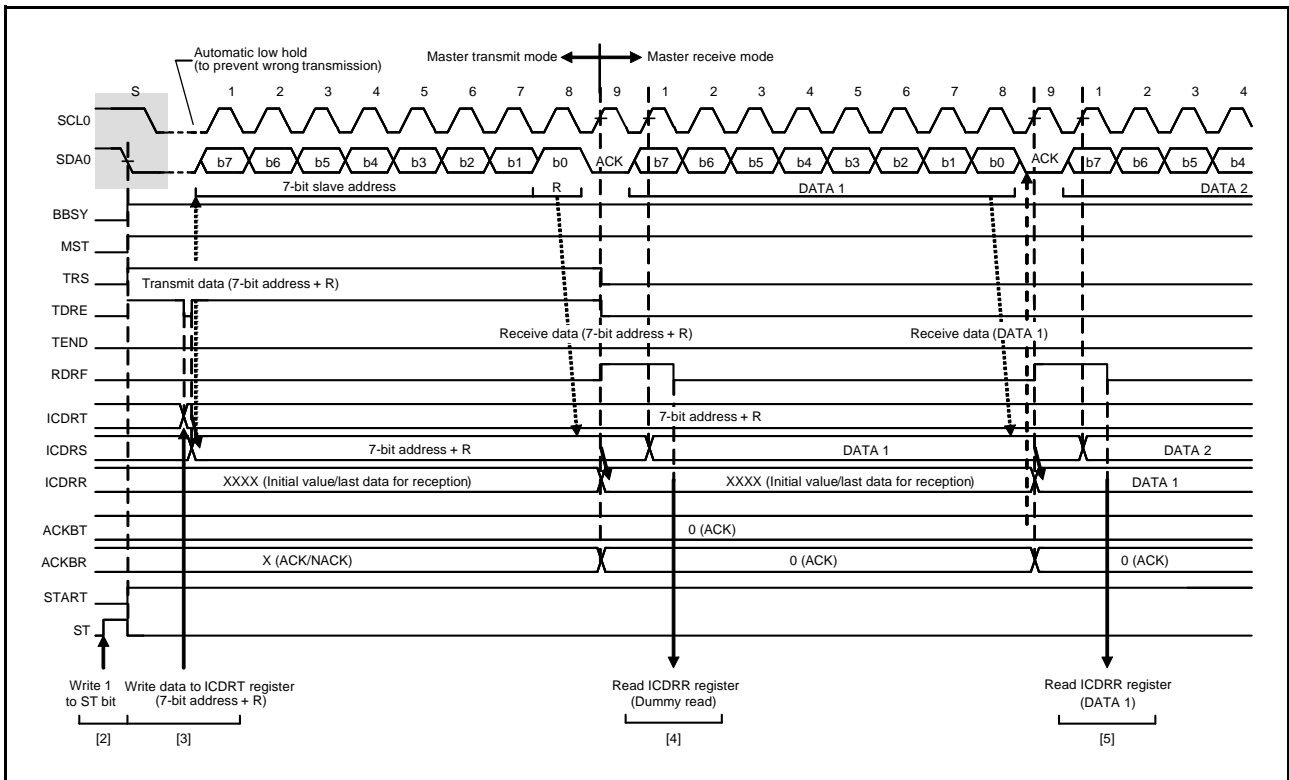 Automatic low hold
(to prevent wrong transmission)
Master transmit mode
Master receive mode
S 1 2 3 4 5 6 7 8 9 1 2 3 4 5 6 7 8 9 1 2 3 4
SCL0
SDA0 b7 b6 b5 b4 b3 b2 b1 b0 ACK b7 b6 b5 b4 b3 b2 b1 b0 ACK b7 b6 b5 b4
7-bit slave address R DATA 1 DATA 2
BBSY
MST
TRS
Transmit data (7-bit address + R)
TDRE
Receive data (7-bit address + R) Receive data (DATA 1)
TEND
RDRF
ICDRT 7-bit address + R
ICDRS 7-bit address + R DATA 1 DATA 2
ICDRR XXXX (Initial value/last data for reception) XXXX (Initial value/last data for reception) DATA 1
ACKBT 0 (ACK)
ACKBR X (ACK/NACK) 0 (ACK) 0 (ACK)
START
ST
Write 1
to ST bit
Write data to ICDRT register
(7-bit address + R)
Read ICDRR register
(Dummy read)
Read ICDRR register
(DATA 1)
[2] [3] [4] [5]